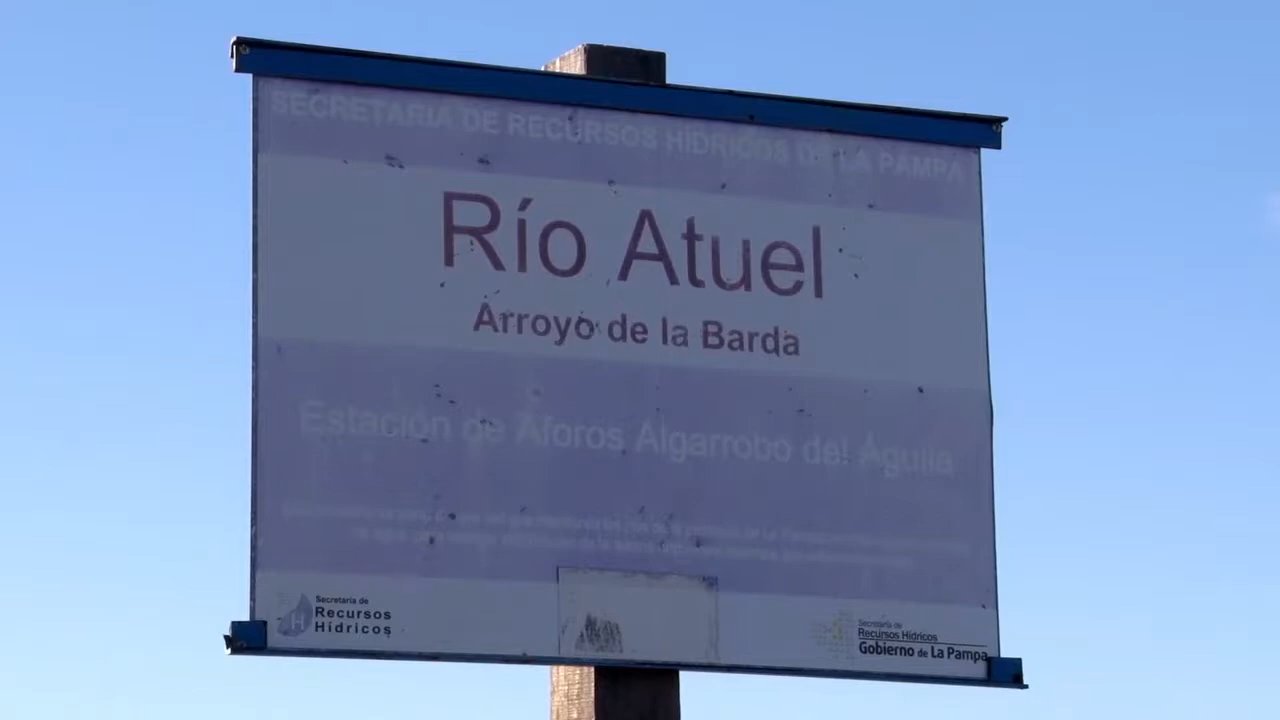 SECRETARÍA DE RECURSOS HÍDRICOS DE LA PAMPA
Río Atuel
Arroyo de la Barda
Estación de Aforos Algarrobo del Águila
Secretaría de
Recursos
Hídricos
Secretaría de
Recursos Hídricos
Gobierno de La Pampa